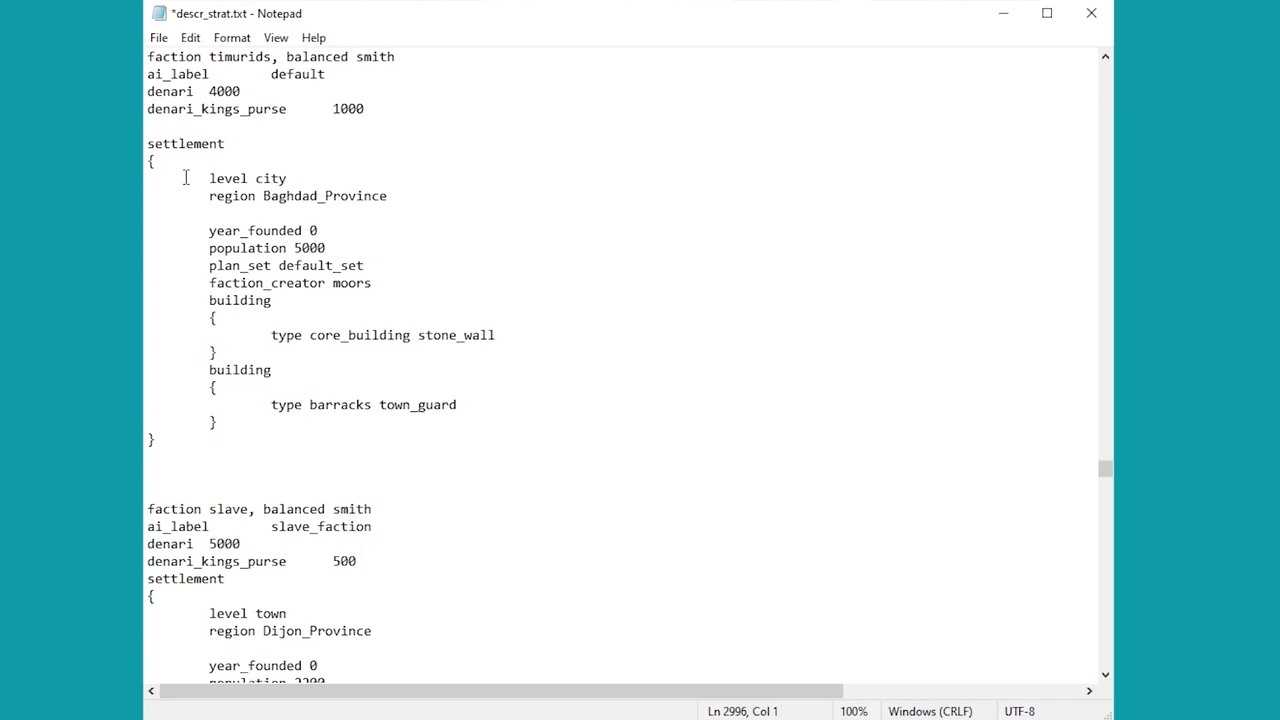 *descr_strat.txt - Notepad
File Edit Format View Help
faction timurids, balanced smith
ai_label default
denari 4000
denari_kings_purse 1000
settlement
{
level city
region Baghdad_Province
year_founded 0
population 5000
plan_set default_set
faction_creator moors
building
{
type core_building stone_wall
}
building
{
type barracks town_guard
}
}
faction slave, balanced smith
ai_label slave_faction
denari 5000
denari_kings_purse 500
settlement
{
level town
region Dijon_Province
year_founded 0
population 2200
Ln 2996, Col 1 100% Windows (CRLF) UTF-8